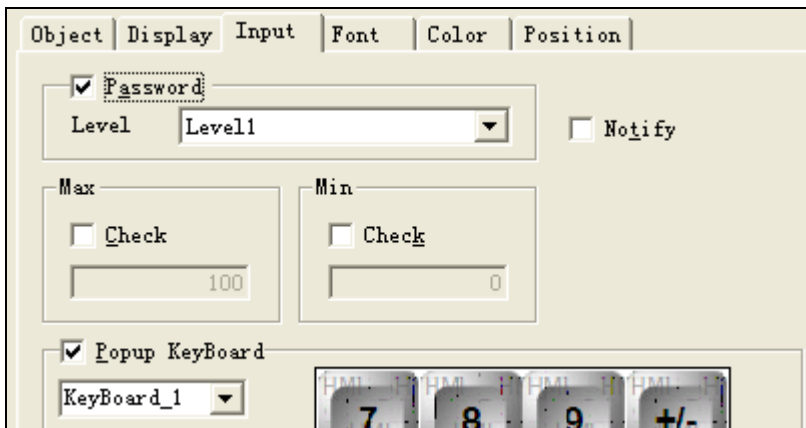 Object Display Input Font Color Position
Password
Level Level1 Notify
Max Min
Check Check
100 0
Popup KeyBoard
KeyBoard_1
7 8 9 +/-